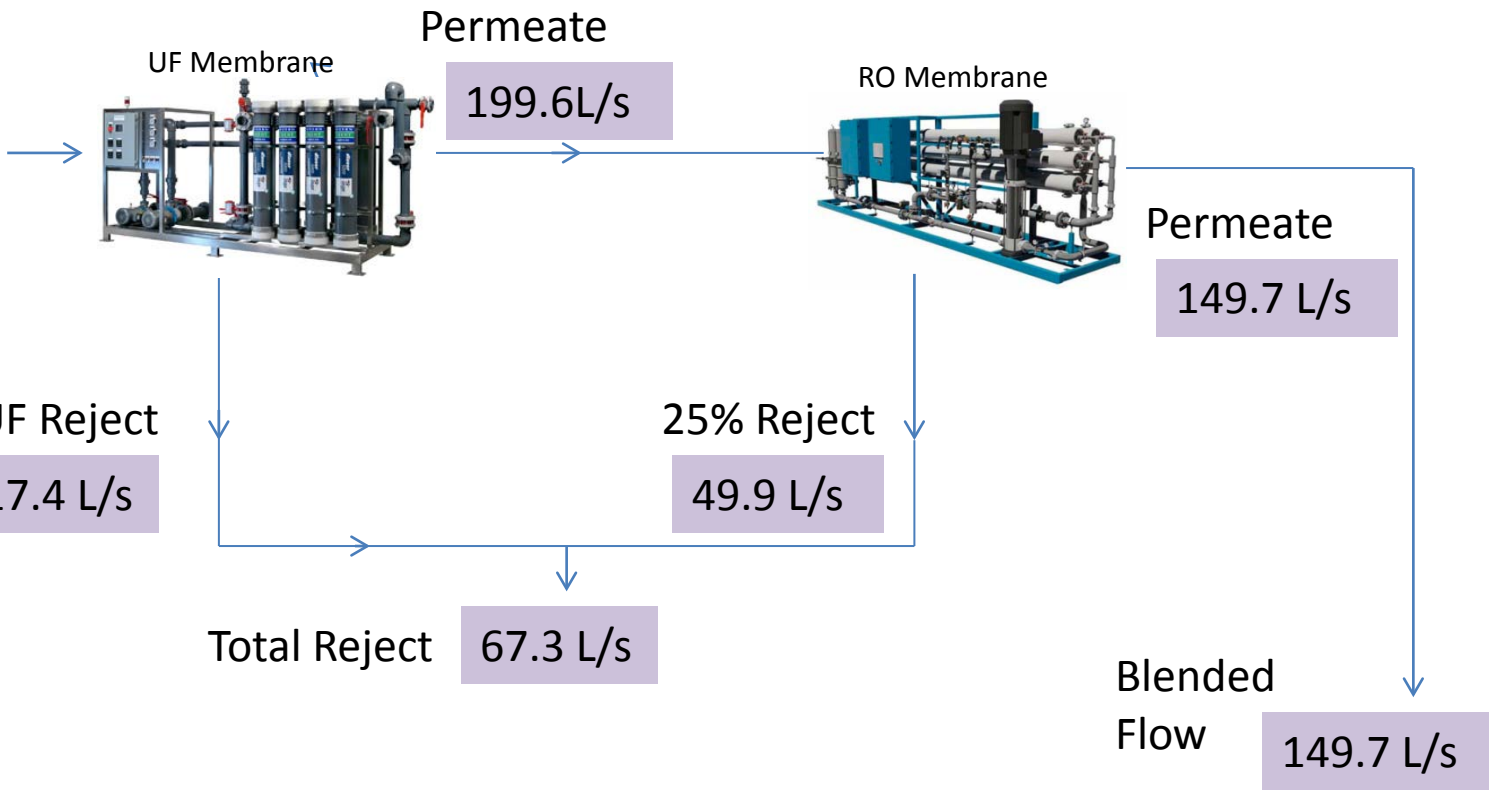 Permeate
UF Membrane
199.6L/s
RO Membrane
Permeate
149.7 L/s
Reject
25% Reject
7.4 L/s
49.9 L/s
Total Reject
67.3 L/s
Blended
Flow
149.7 L/s